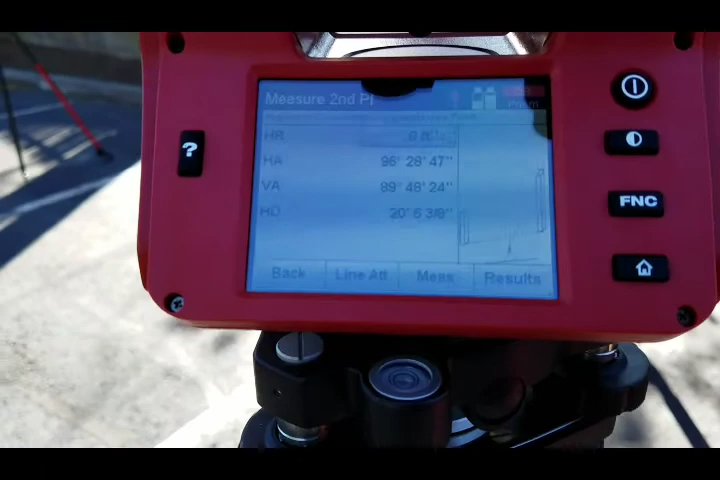 Measure 2nd Pt
Prism
HR
HA 96° 28' 47"
VA 89° 48' 24"
HD 20' 6 3/8"
Back Line Att Meas Results
?
FNC